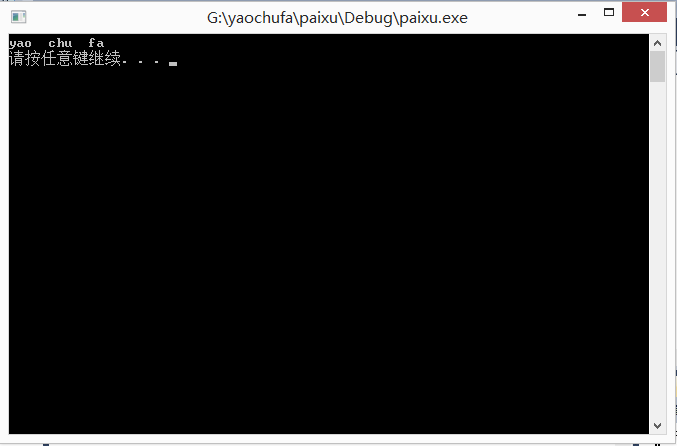 G:\yaochufa\paixu\Debug\paixu.exe
yao  chu  fa
请按任意键继续. . .